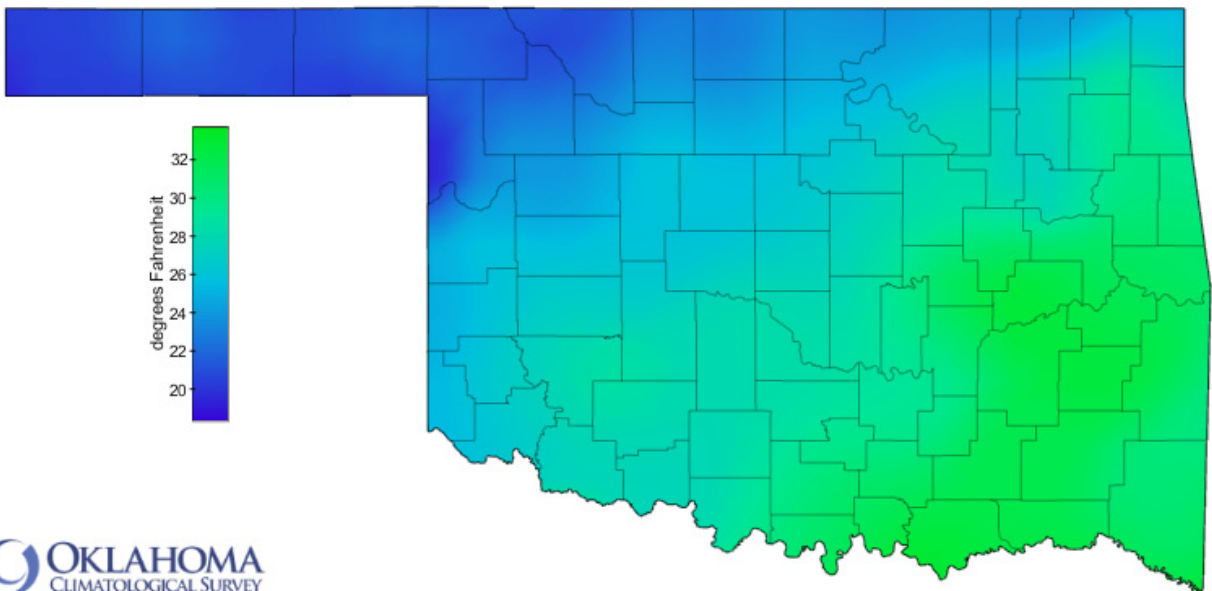 degrees Fahrenheit
32
30
28
26
24
22
20
OKLAHOMA
CLIMATOLOGICAL SURVEY